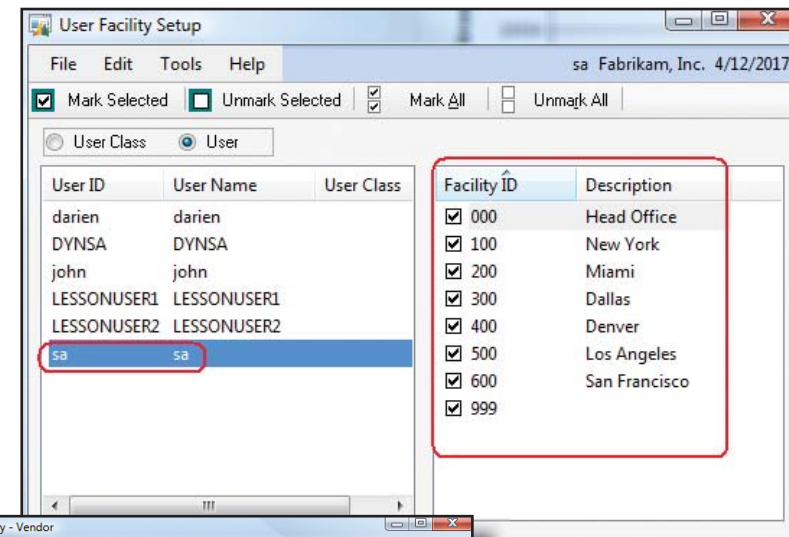 User Facility Setup
File Edit Tools Help sa Fabrikam, Inc. 4/12/2017
Mark Selected Unmark Selected Mark All Unmark All
User Class User
User ID User Name User Class
darien darien
DYNSA DYNSA
john john
LESSONUSER1 LESSONUSER1
LESSONUSER2 LESSONUSER2
sa sa
Facility ID Description
000 Head Office
100 New York
200 Miami
300 Dallas
400 Denver
500 Los Angeles
600 San Francisco
999
y - Vendor